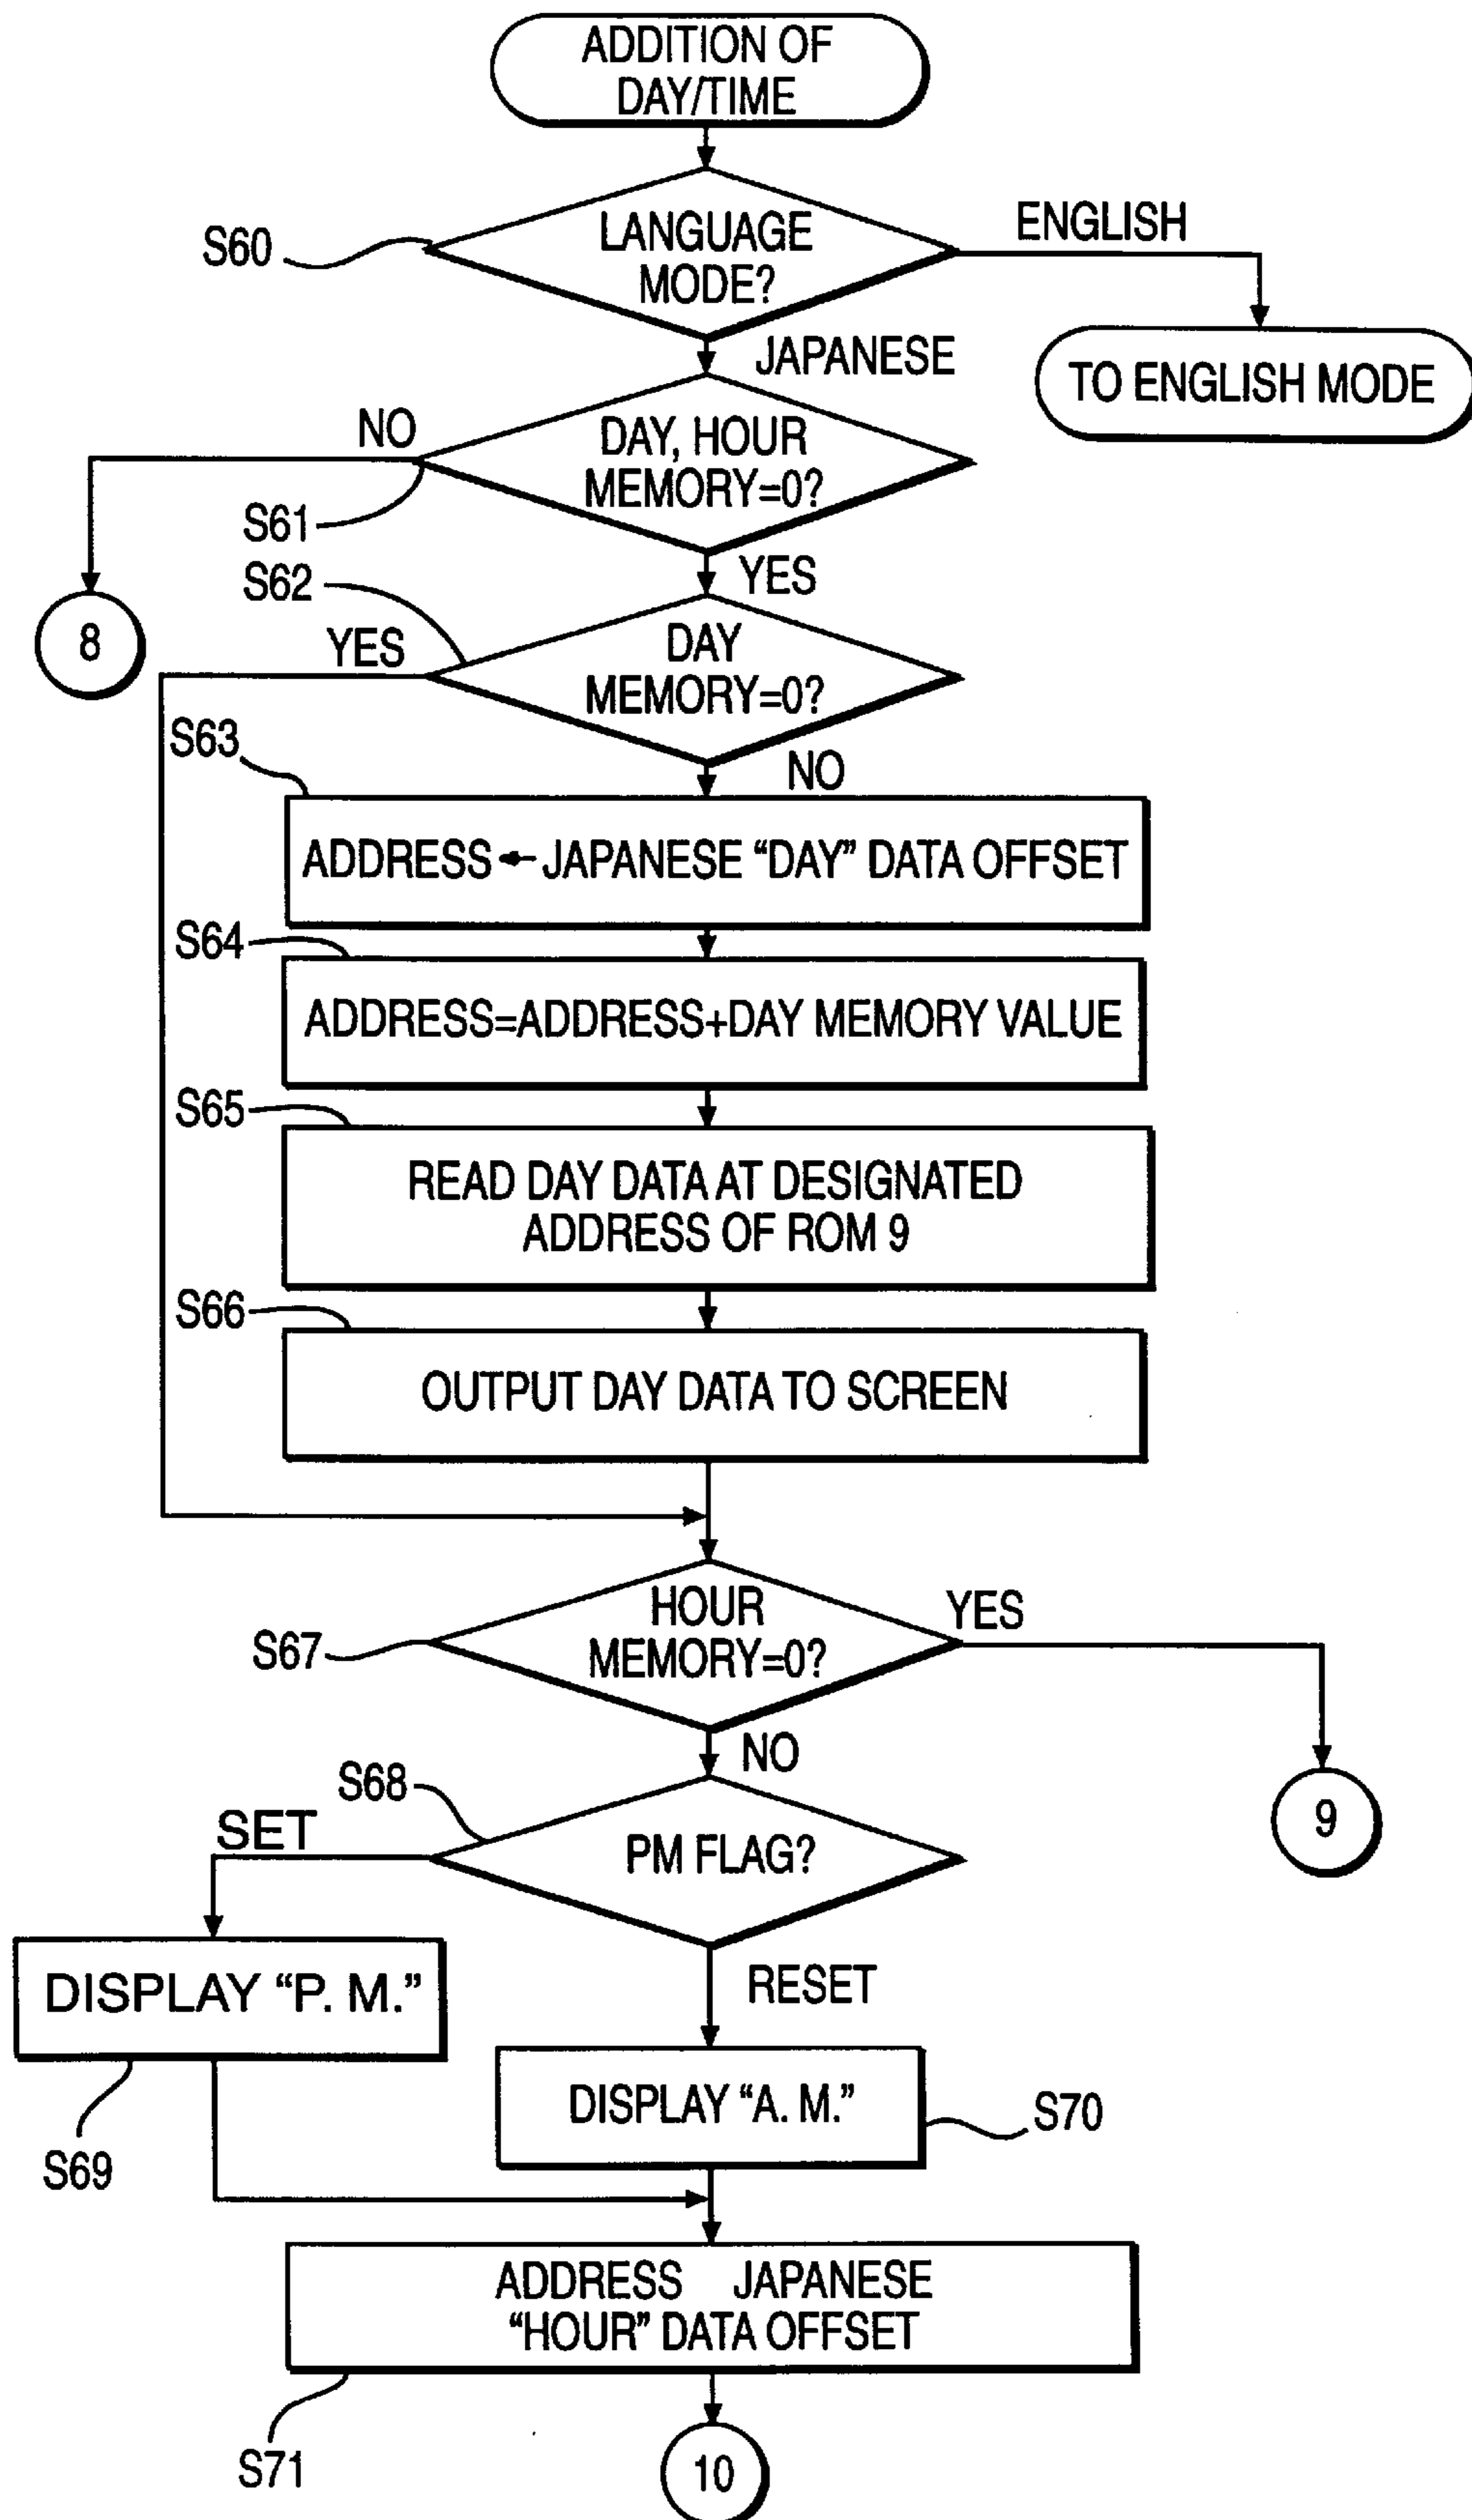 ADDITION OF
DAY/TIME
S60
LANGUAGE
MODE?
ENGLISH
TO ENGLISH MODE
JAPANESE
NO
DAY, HOUR
MEMORY=0?
S61
8
YES
S62
YES
DAY
MEMORY=0?
NO
S63
ADDRESS ← JAPANESE “DAY” DATA OFFSET
S64
ADDRESS=ADDRESS+DAY MEMORY VALUE
S65
READ DAY DATA AT DESIGNATED
ADDRESS OF ROM 9
S66
OUTPUT DAY DATA TO SCREEN
S67
HOUR
MEMORY=0?
YES
9
NO
S68
SET
PM FLAG?
DISPLAY “P. M.”
S69
RESET
DISPLAY “A. M.”
S70
ADDRESS JAPANESE
“HOUR” DATA OFFSET
S71
10